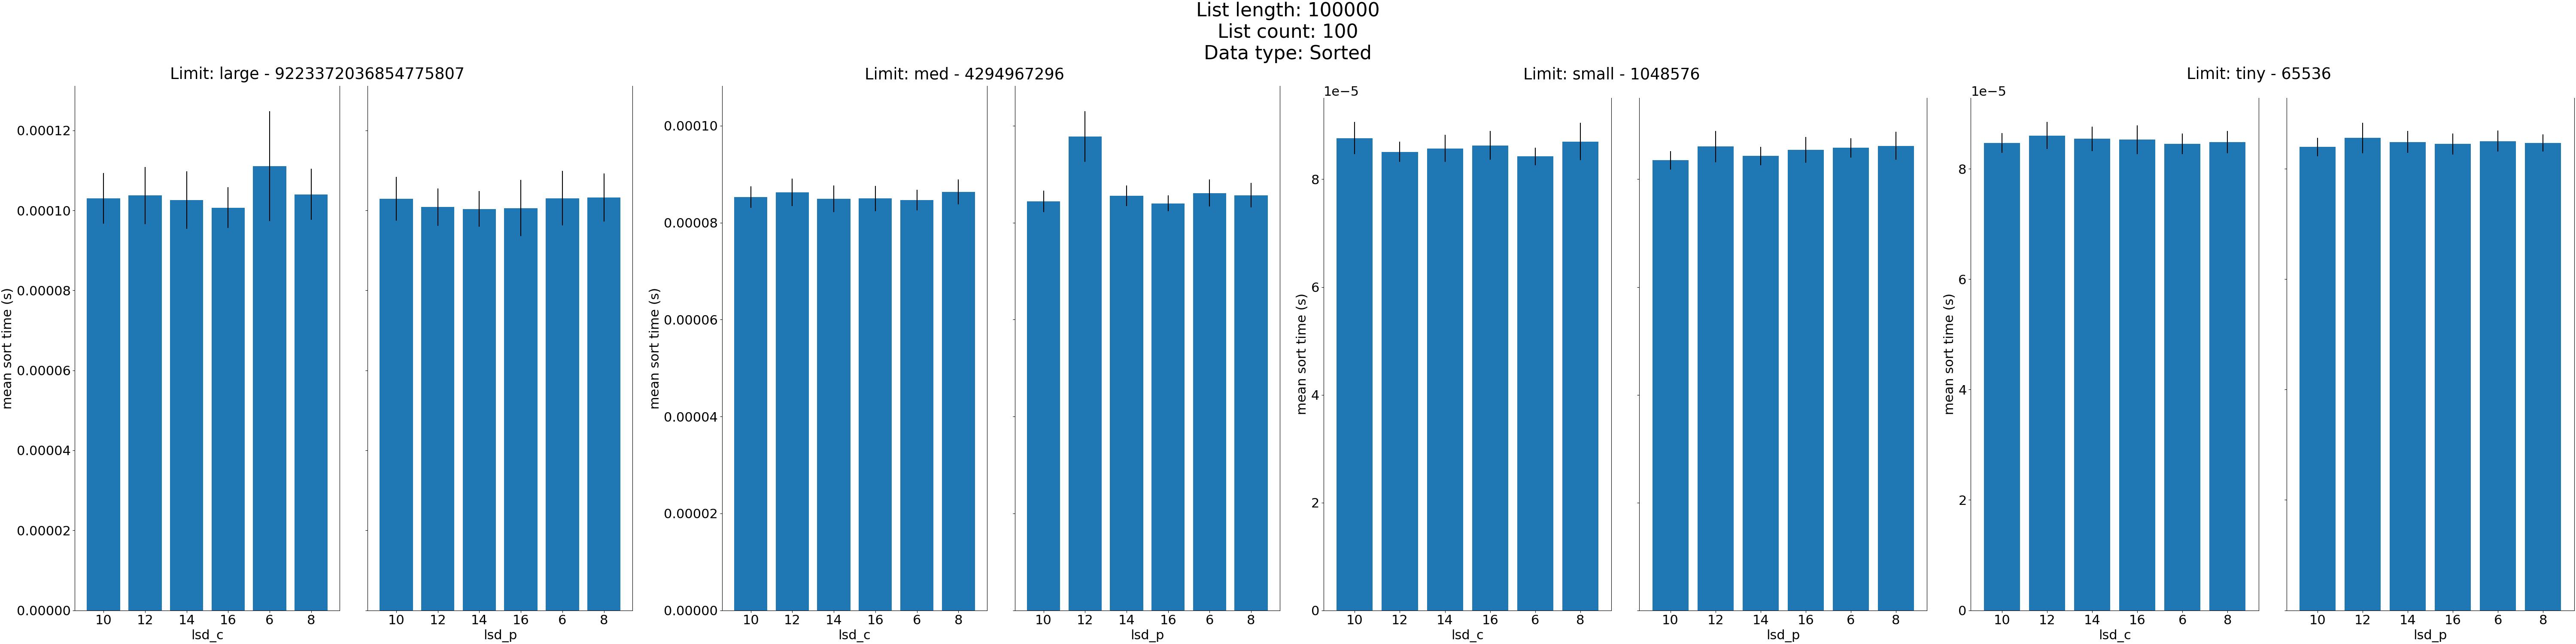 List length: 100000
List count: 100
Data type: Sorted
Limit: large - 9223372036854775807
mean sort time (s)
0.00012
0.00010
0.00008
0.00006
0.00004
0.00002
0.00000
10 12 14 16 6 8
lsd_c
10 12 14 16 6 8
lsd_p
Limit: med - 4294967296
mean sort time (s)
0.00010
0.00008
0.00006
0.00004
0.00002
0.00000
10 12 14 16 6 8
lsd_c
10 12 14 16 6 8
lsd_p
Limit: small - 1048576
1e−5
mean sort time (s)
8
6
4
2
0
10 12 14 16 6 8
lsd_c
10 12 14 16 6 8
lsd_p
Limit: tiny - 65536
1e−5
mean sort time (s)
8
6
4
2
0
10 12 14 16 6 8
lsd_c
10 12 14 16 6 8
lsd_p